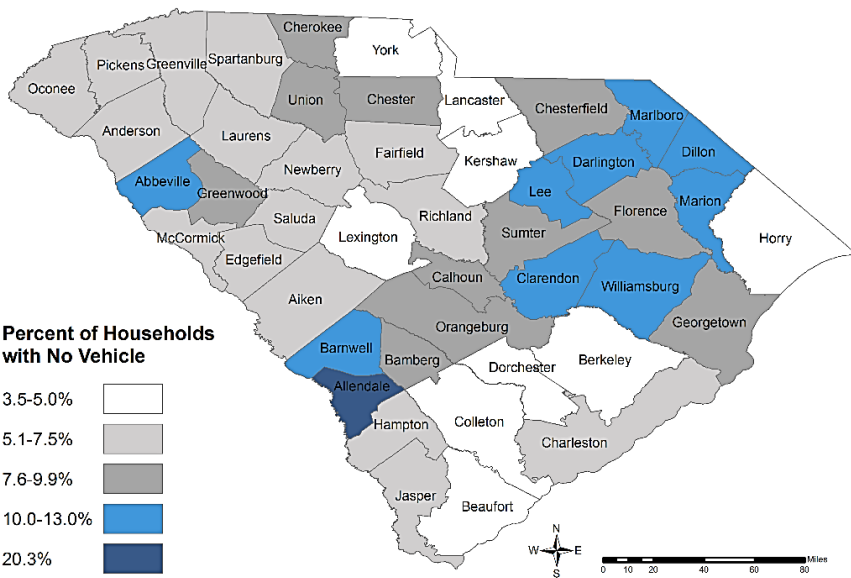 Cherokee
York
Pickens
Greenville
Spartanburg
Oconee
Union
Chester
Lancaster
Chesterfield
Marlboro
Anderson
Laurens
Fairfield
Kershaw
Darlington
Dillon
Newberry
Abbeville
Greenwood
Lee
Marion
Saluda
Richland
Florence
McCormick
Lexington
Sumter
Horry
Edgefield
Calhoun
Clarendon
Williamsburg
Aiken
Orangeburg
Georgetown
Barnwell
Bamberg
Berkeley
Dorchester
Allendale
Hampton
Colleton
Charleston
Jasper
Beaufort
Percent of Households
with No Vehicle
3.5-5.0%
5.1-7.5%
7.6-9.9%
10.0-13.0%
20.3%
N
W E
S
Miles
0 10 20 40 60 80